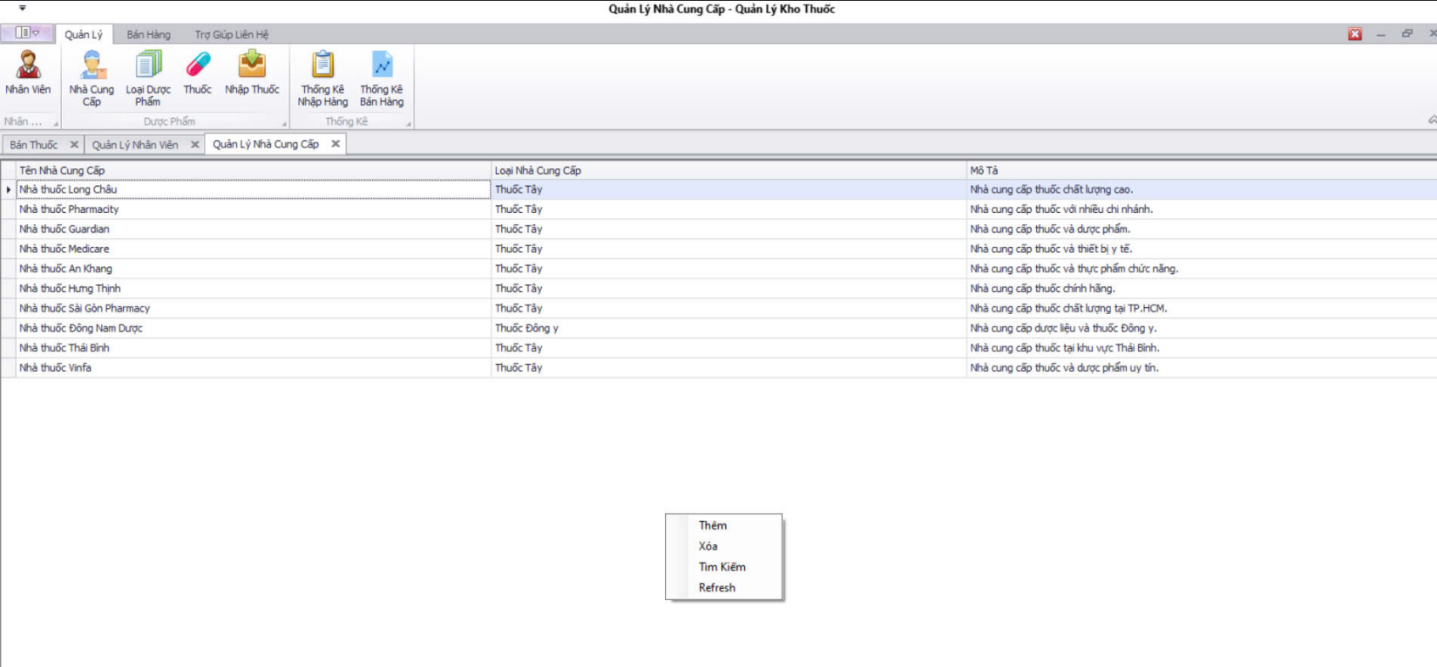 Quản Lý Nhà Cung Cấp - Quản Lý Kho Thuốc
Quản Lý Bán Hàng Trợ Giúp Liên Hệ
Nhân Viên
Nhà Cung Cấp
Loại Dược Phẩm
Thuốc
Nhập Thuốc
Thống Kê Nhập Hàng
Thống Kê Bán Hàng
Nhân ... Dược Phẩm Thống Kê
Bán Thuốc Quản Lý Nhân Viên Quản Lý Nhà Cung Cấp
Tên Nhà Cung Cấp Loại Nhà Cung Cấp Mô Tả
Nhà thuốc Long Châu Thuốc Tây Nhà cung cấp thuốc chất lượng cao.
Nhà thuốc Pharmacity Thuốc Tây Nhà cung cấp thuốc với nhiều chi nhánh.
Nhà thuốc Guardian Thuốc Tây Nhà cung cấp thuốc và dược phẩm.
Nhà thuốc Medicare Thuốc Tây Nhà cung cấp thuốc và thiết bị y tế.
Nhà thuốc An Khang Thuốc Tây Nhà cung cấp thuốc và thực phẩm chức năng.
Nhà thuốc Hưng Thịnh Thuốc Tây Nhà cung cấp thuốc chính hãng.
Nhà thuốc Sài Gòn Pharmacy Thuốc Tây Nhà cung cấp thuốc chất lượng tại TP.HCM.
Nhà thuốc Đông Nam Dược Thuốc Đông y Nhà cung cấp dược liệu và thuốc Đông y.
Nhà thuốc Thái Bình Thuốc Tây Nhà cung cấp thuốc tại khu vực Thái Bình.
Nhà thuốc Vinfa Thuốc Tây Nhà cung cấp thuốc và dược phẩm uy tín.
Thêm
Xóa
Tìm Kiếm
Refresh